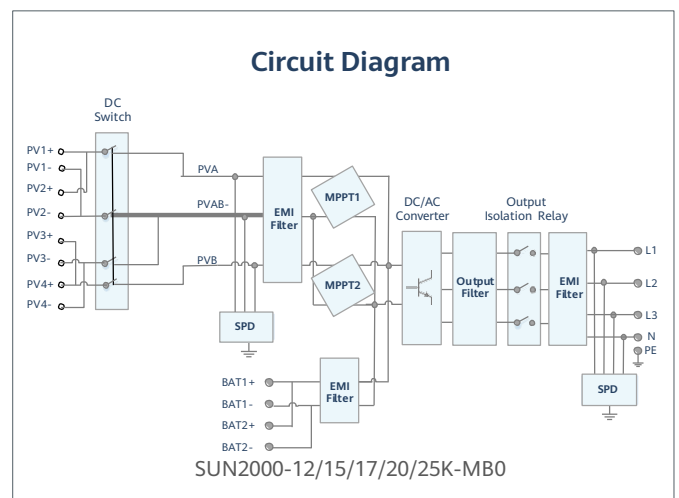 Circuit Diagram
DC
Switch
PV1+
PV1-
PV2+
PV2-
PV3+
PV3-
PV4+
PV4-
PVA
PVAB-
PVB
EMI
Filter
MPPT1
MPPT2
SPD
DC/AC
Converter
Output
Filter
Output
Isolation Relay
EMI
Filter
L1
L2
L3
N
PE
SPD
BAT1+
BAT1-
BAT2+
BAT2-
EMI
Filter
SUN2000-12/15/17/20/25K-MB0